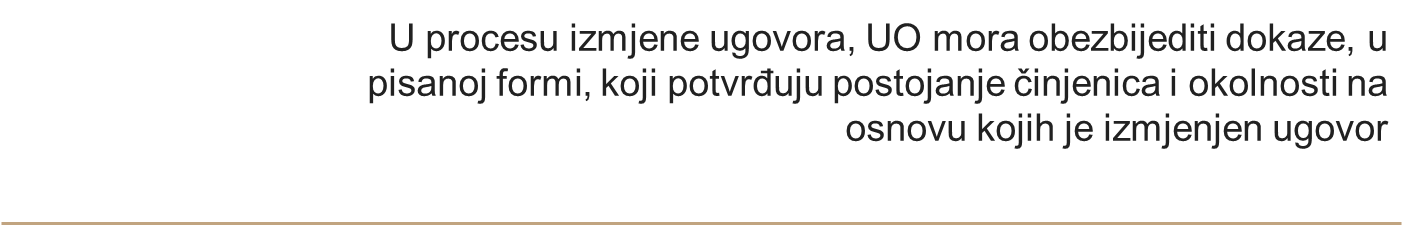 U procesu izmjene ugovora, UO mora obezbijediti dokaze, u
pisanoj formi, koji potvrđuju postojanje činjenica i okolnosti na
osnovu kojih je izmjenjen ugovor